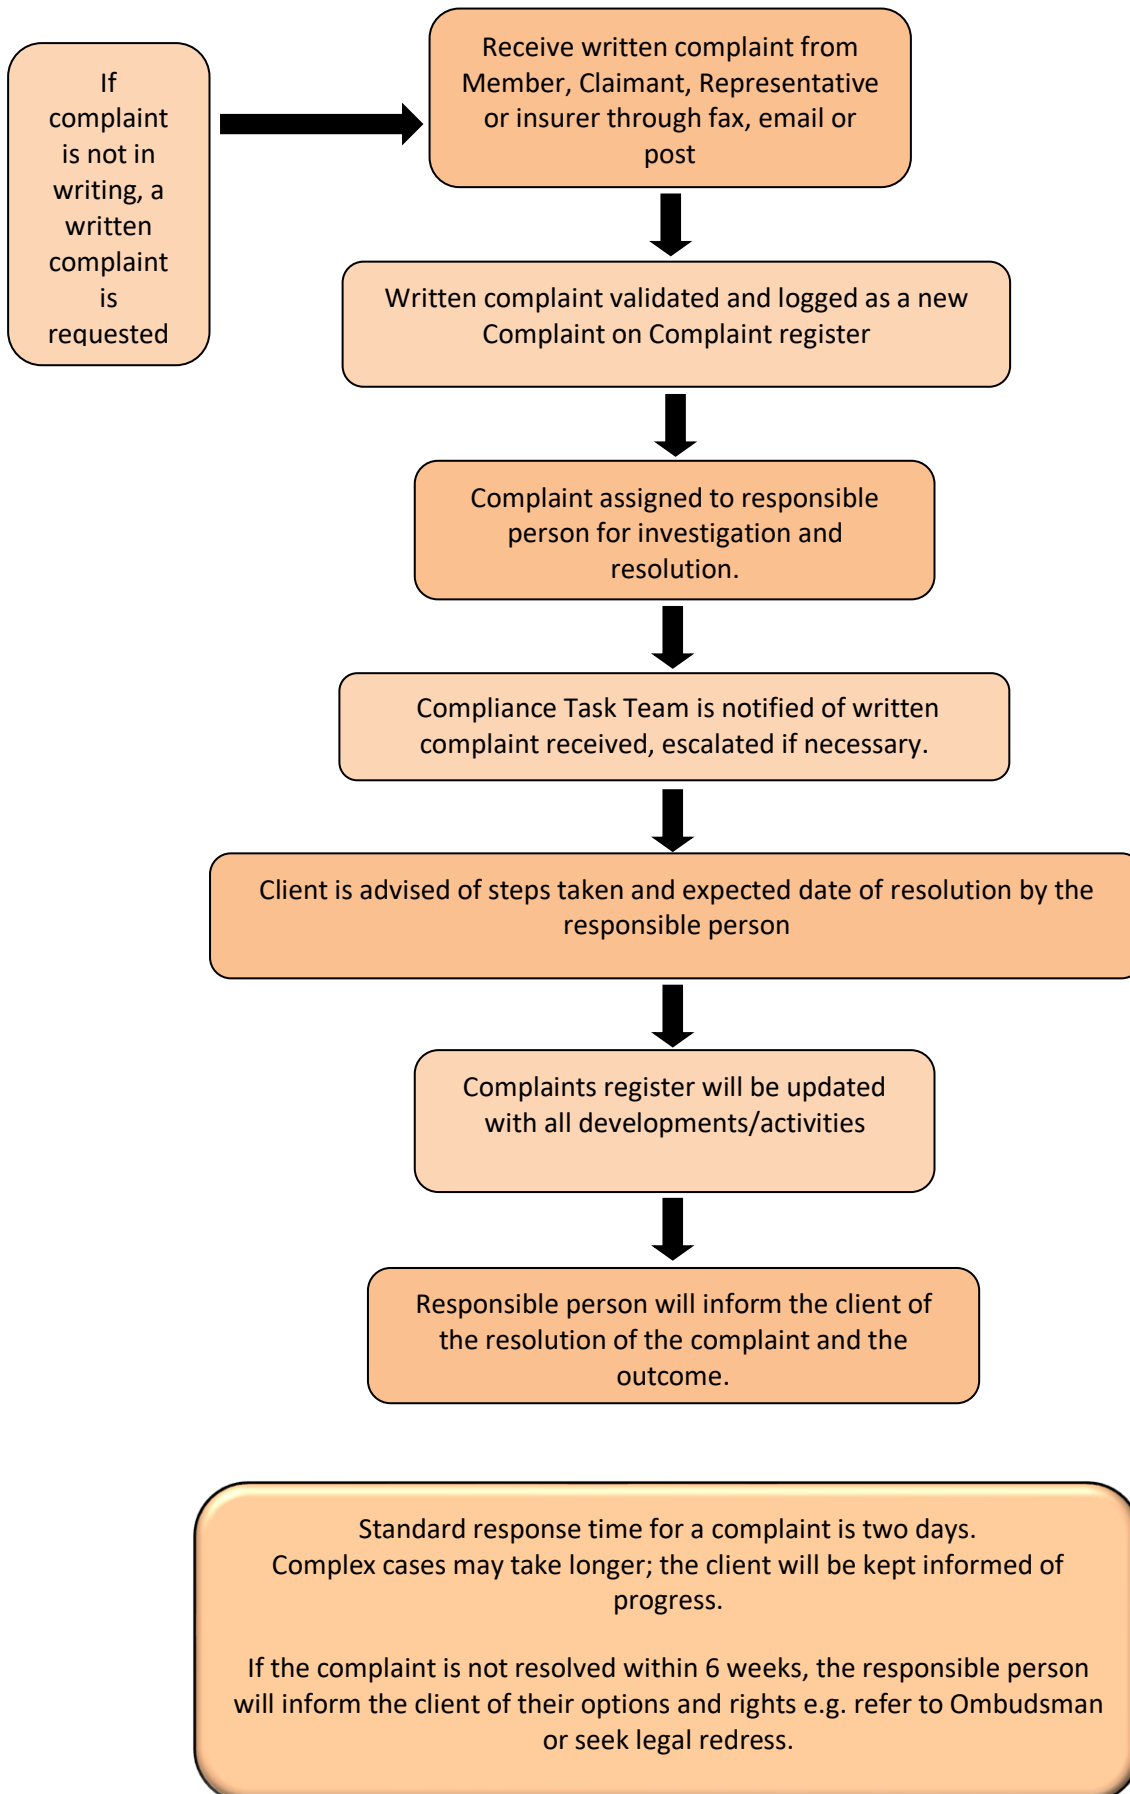 If
complaint
is not in
writing, a
written
complaint
is
requested
Receive written complaint from
Member, Claimant, Representative
or insurer through fax, email or
post
Written complaint validated and logged as a new
Complaint on Complaint register
Complaint assigned to responsible
person for investigation and
resolution.
Compliance Task Team is notified of written
complaint received, escalated if necessary.
Client is advised of steps taken and expected date of resolution by the
responsible person
Complaints register will be updated
with all developments/activities
Responsible person will inform the client of
the resolution of the complaint and the
outcome.
Standard response time for a complaint is two days.
Complex cases may take longer; the client will be kept informed of
progress.
If the complaint is not resolved within 6 weeks, the responsible person
will inform the client of their options and rights e.g. refer to Ombudsman
or seek legal redress.